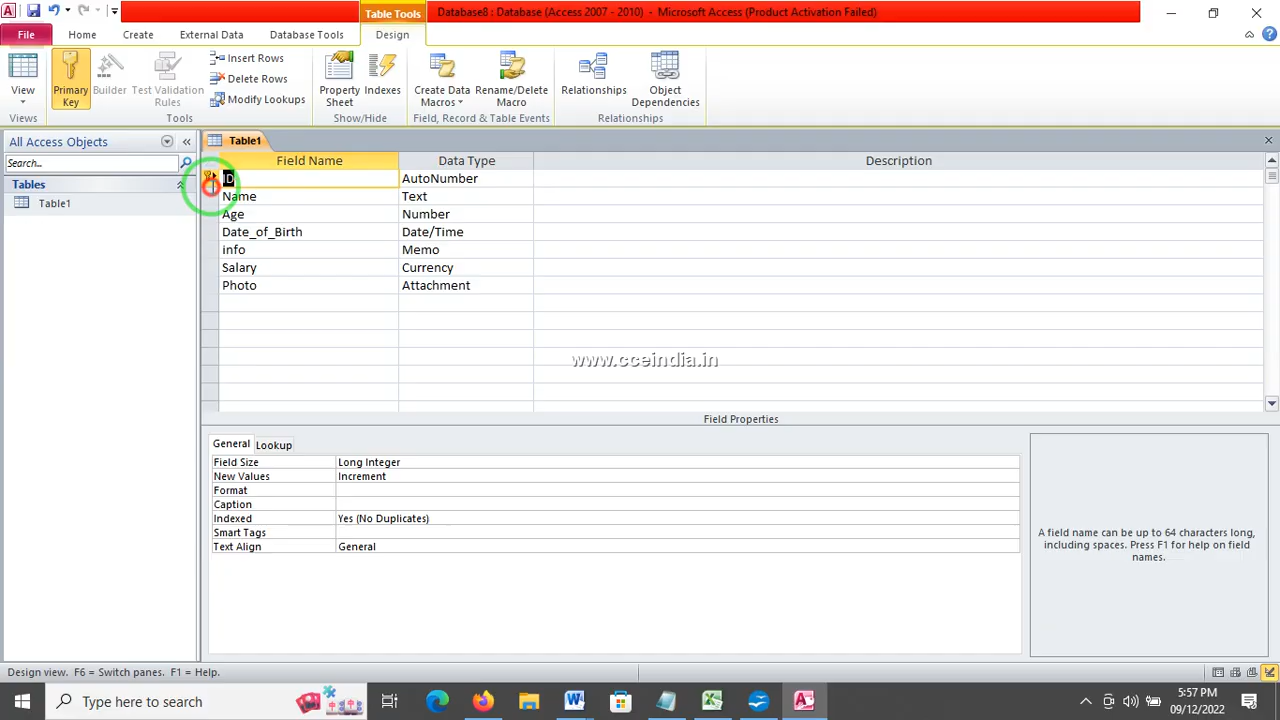 Table Tools
Database8 : Database (Access 2007 - 2010) - Microsoft Access (Product Activation Failed)
File Home Create External Data Database Tools Design
View
Primary Key
Builder
Test Validation Rules
Insert Rows
Delete Rows
Modify Lookups
Property Sheet
Indexes
Create Data Macros
Rename/Delete Macro
Relationships
Object Dependencies
Views Tools Show/Hide Field, Record & Table Events Relationships
All Access Objects
Search...
Tables
Table1
Table1
Field Name Data Type Description
ID AutoNumber
Name Text
Age Number
Date_of_Birth Date/Time
info Memo
Salary Currency
Photo Attachment
www.cceindia.in
Field Properties
General Lookup
Field Size Long Integer
New Values Increment
Format
Caption
Indexed Yes (No Duplicates)
Smart Tags
Text Align General
A field name can be up to 64 characters long,
including spaces. Press F1 for help on field
names.
Design view. F6 = Switch panes. F1 = Help.
Type here to search
5:57 PM
09/12/2022